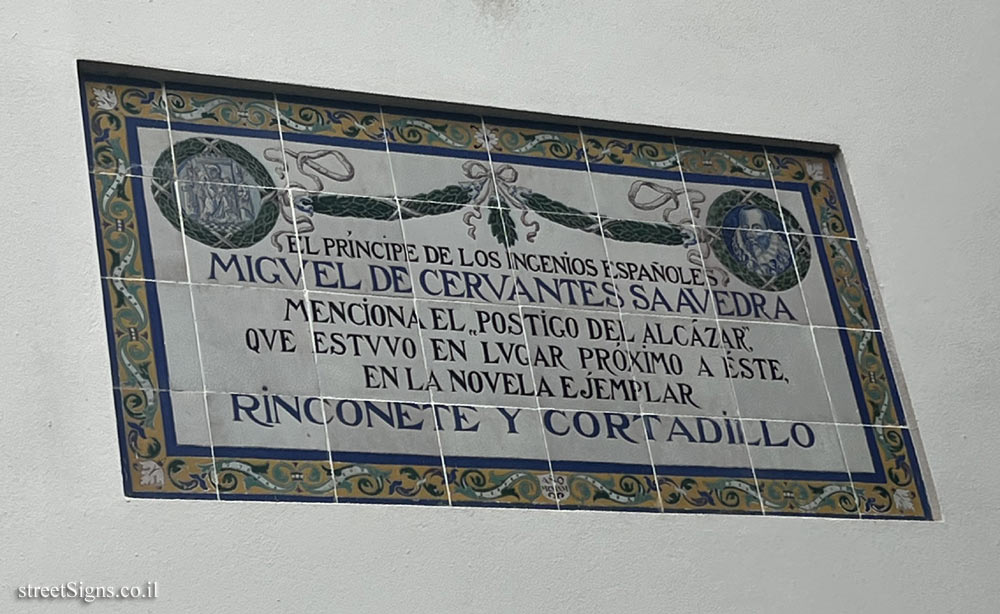 EL PRÍNCIPE DE LOS INGENIOS ESPAÑOLES
MIGVEL DE CERVANTES SAAVEDRA
MENCIONA EL „POSTIGO DEL ALCÁZAR”,
QVE ESTVVO EN LVGAR PRÓXIMO A ÉSTE,
EN LA NOVELA EJEMPLAR
RINCONETE Y CORTADILLO
streetSigns.co.il